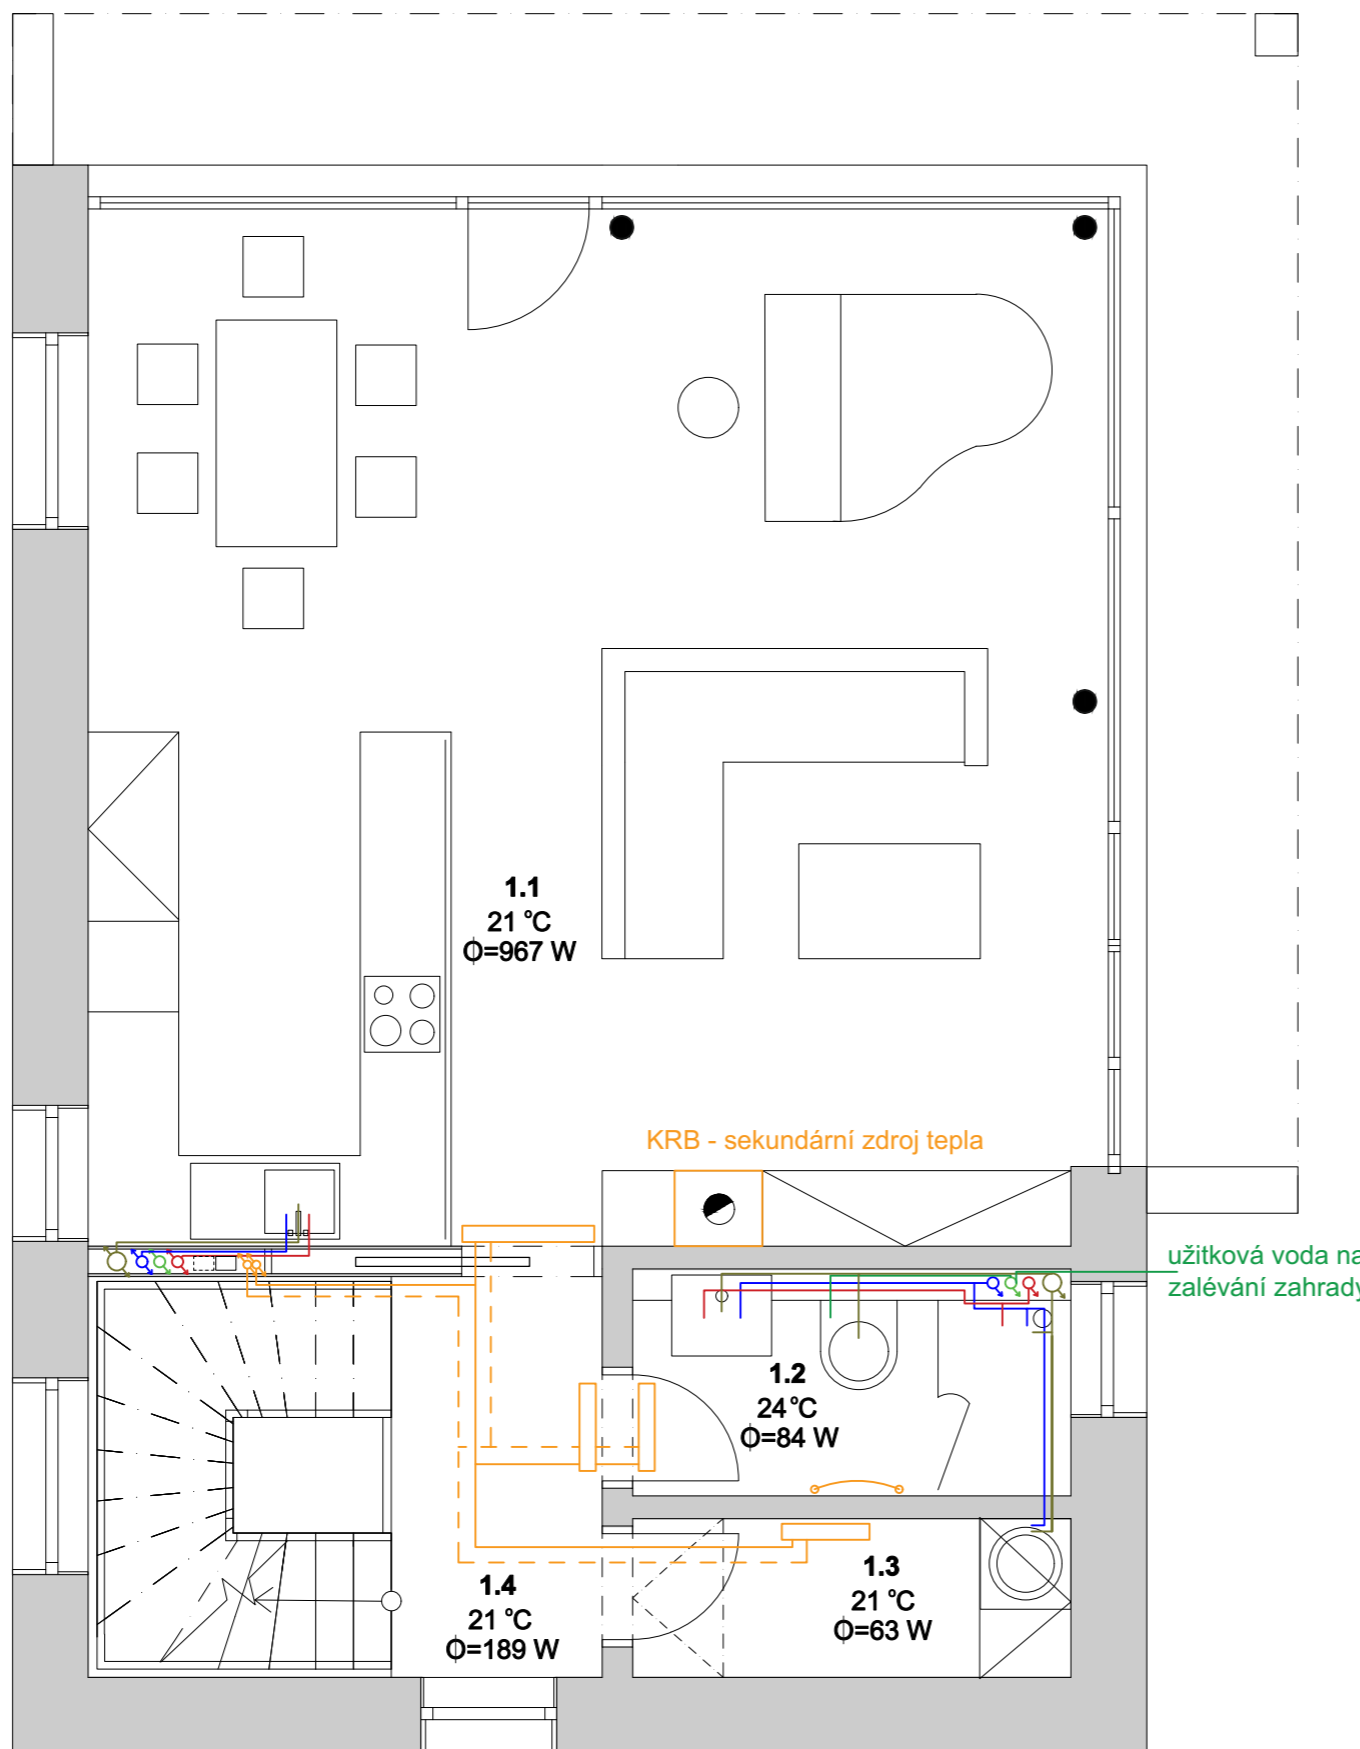 1.1
21 °C
Φ=967 W
KRB - sekundární zdroj tepla
užitková voda na
zalévání zahrady
1.2
24 °C
Φ=84 W
1.3
21 °C
Φ=63 W
1.4
21 °C
Φ=189 W